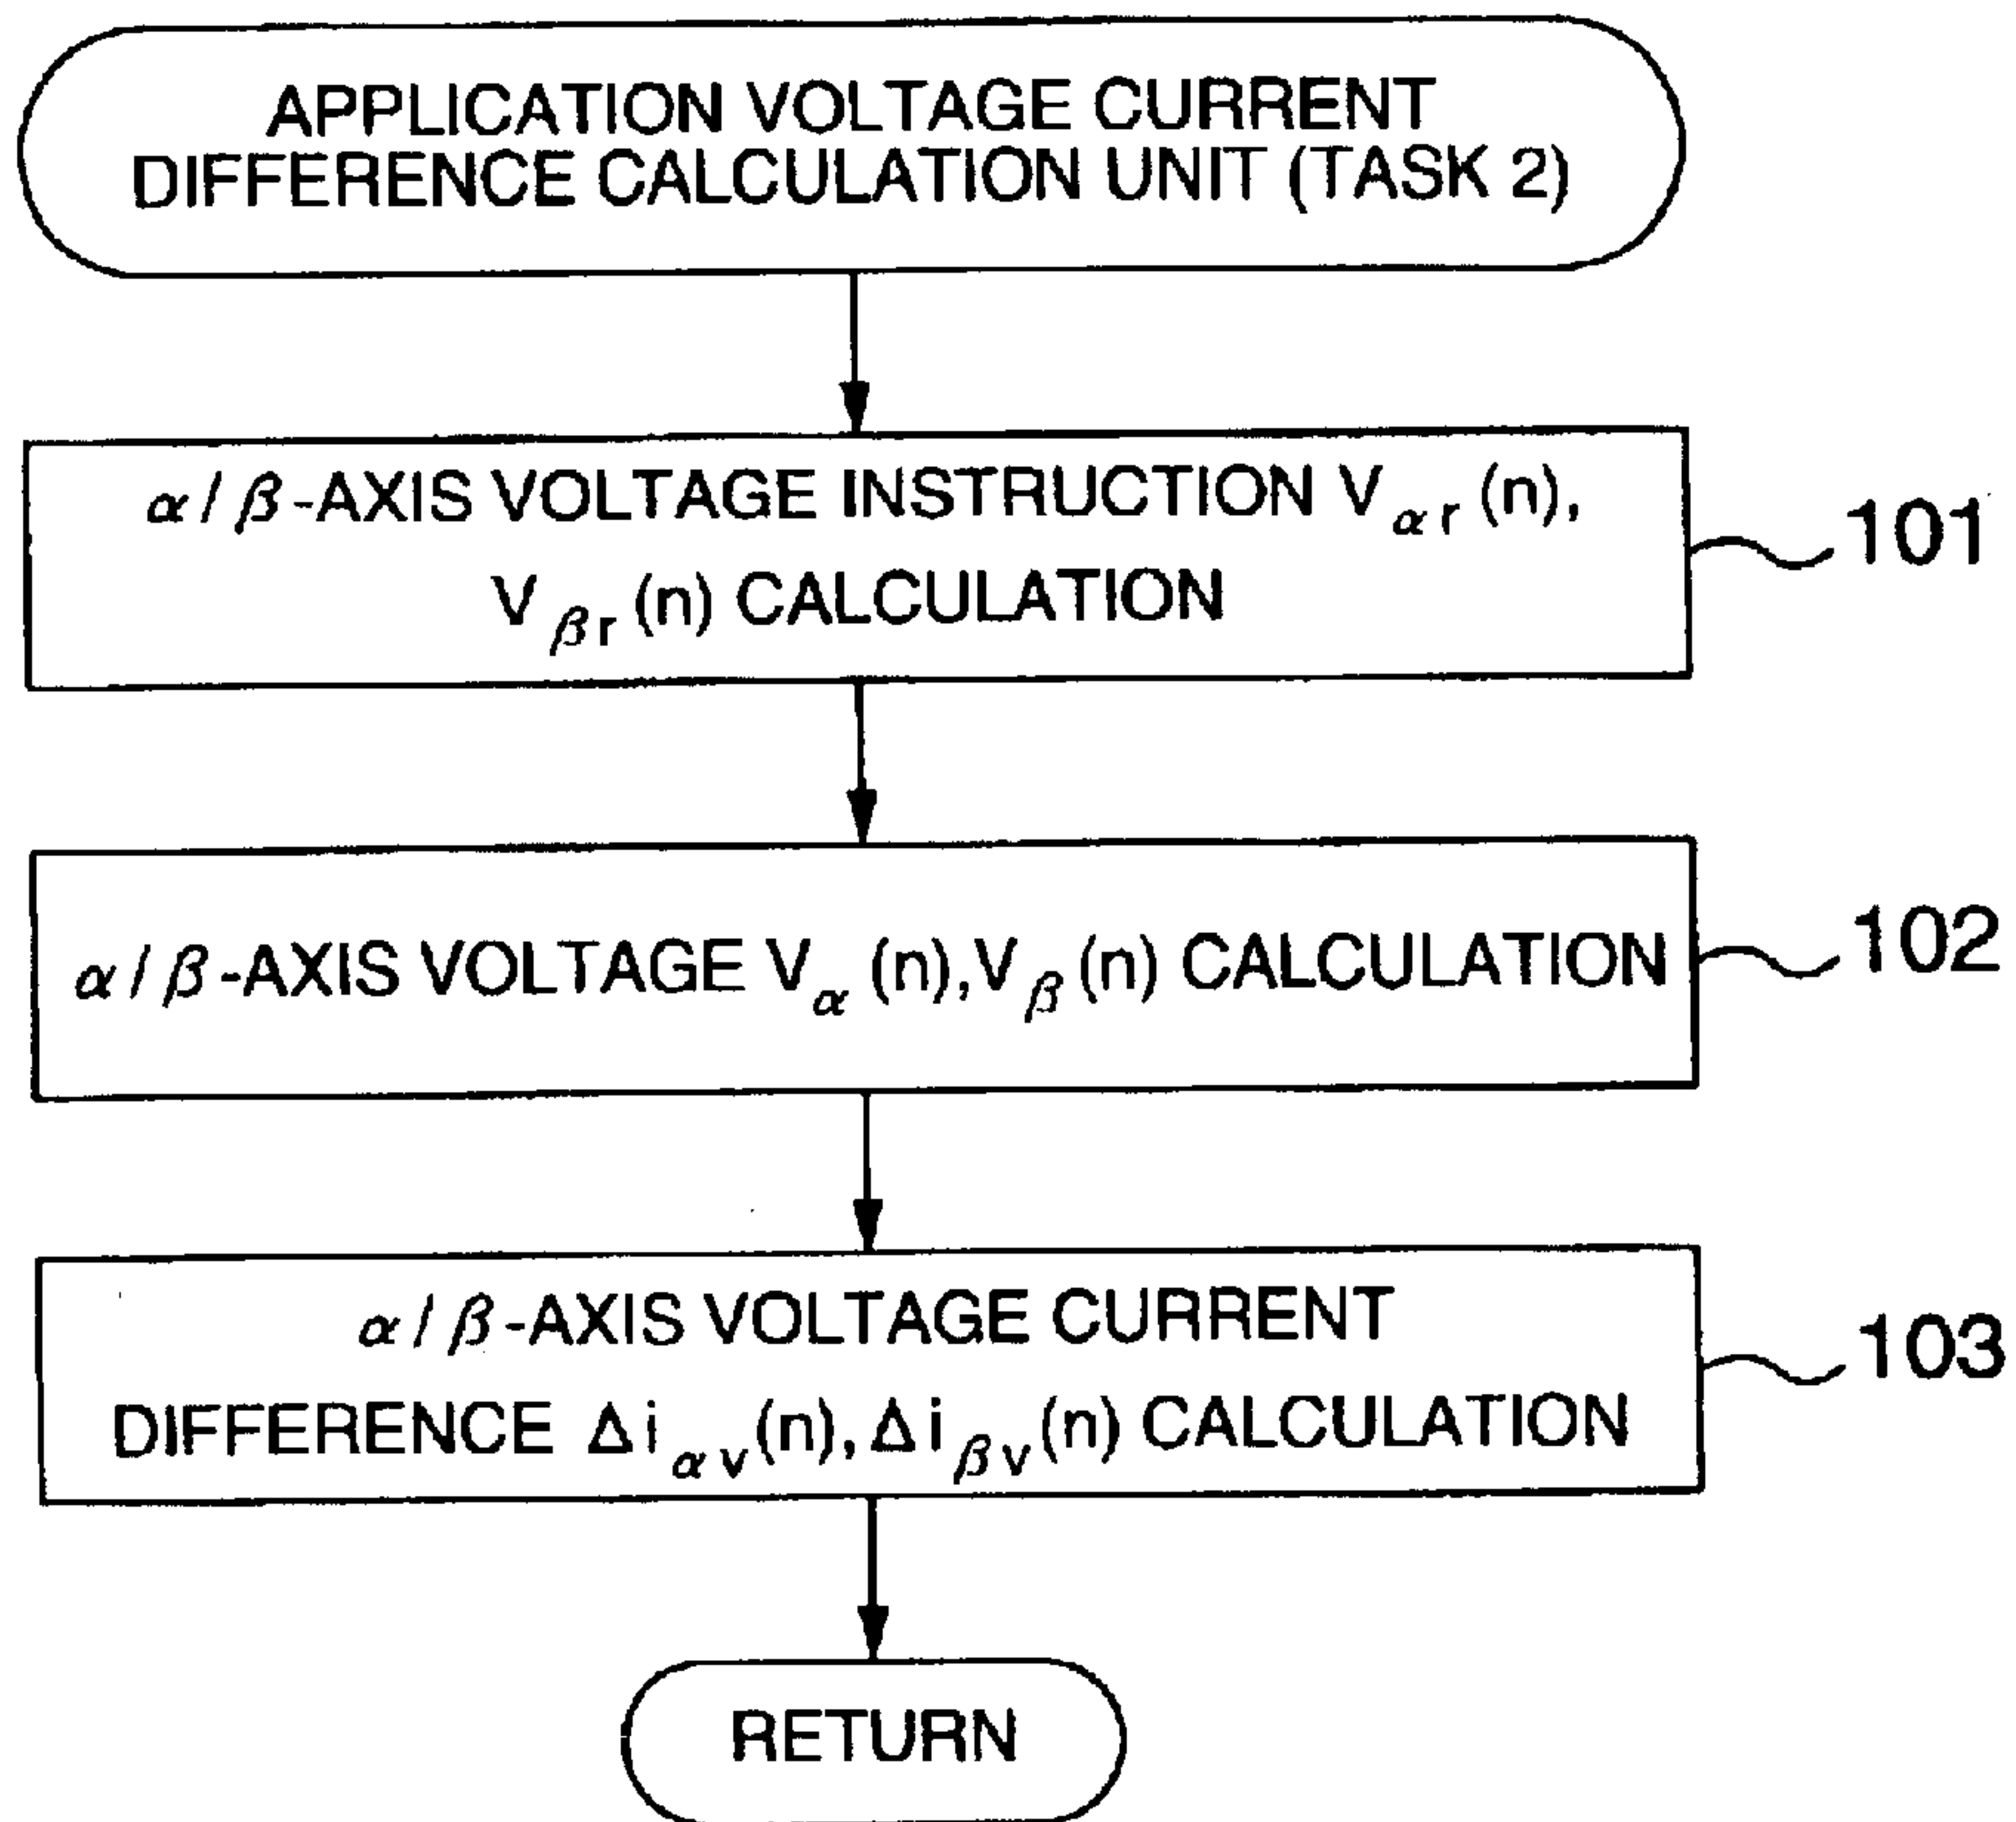 APPLICATION VOLTAGE CURRENT
DIFFERENCE CALCULATION UNIT (TASK 2)
α/β-AXIS VOLTAGE INSTRUCTION Vαr(n),
Vβr(n) CALCULATION
101
α/β-AXIS VOLTAGE Vα(n),Vβ(n) CALCULATION
102
α/β-AXIS VOLTAGE CURRENT
DIFFERENCE Δiαv(n),Δiβv(n) CALCULATION
103
RETURN